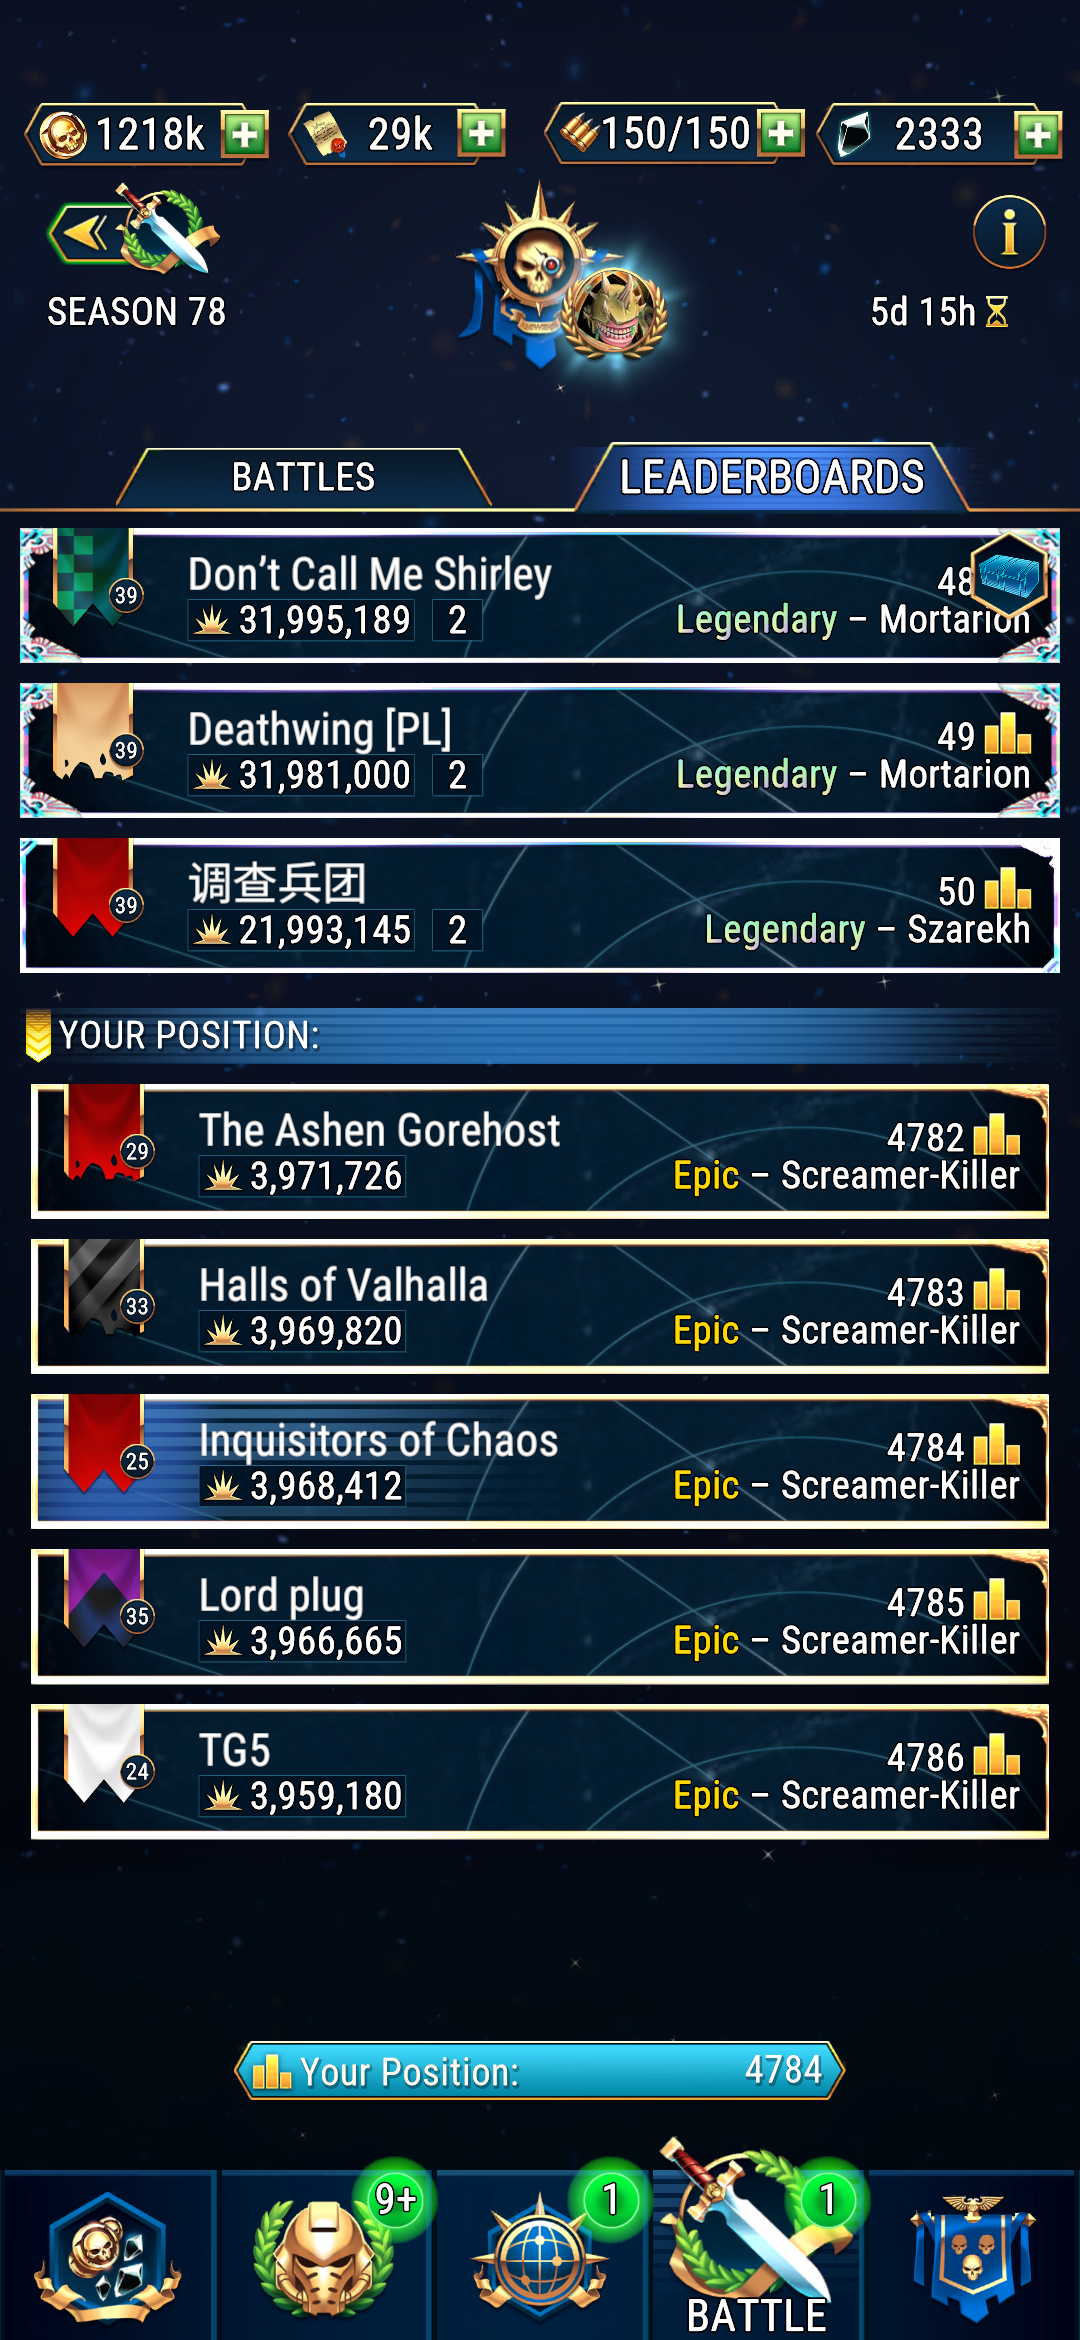 1218k
29k
150/150
2333
SEASON 78
5d 15h
BATTLES
LEADERBOARDS
39
Don't Call Me Shirley
48
31,995,189
2
Legendary – Mortarion
39
Deathwing [PL]
49
31,981,000
2
Legendary – Mortarion
39
调查兵团
50
21,993,145
2
Legendary – Szarekh
YOUR POSITION:
29
The Ashen Gorehost
4782
3,971,726
Epic – Screamer-Killer
33
Halls of Valhalla
4783
3,969,820
Epic – Screamer-Killer
25
Inquisitors of Chaos
4784
3,968,412
Epic – Screamer-Killer
35
Lord plug
4785
3,966,665
Epic – Screamer-Killer
24
TG5
4786
3,959,180
Epic – Screamer-Killer
Your Position:
4784
9+
1
1
BATTLE